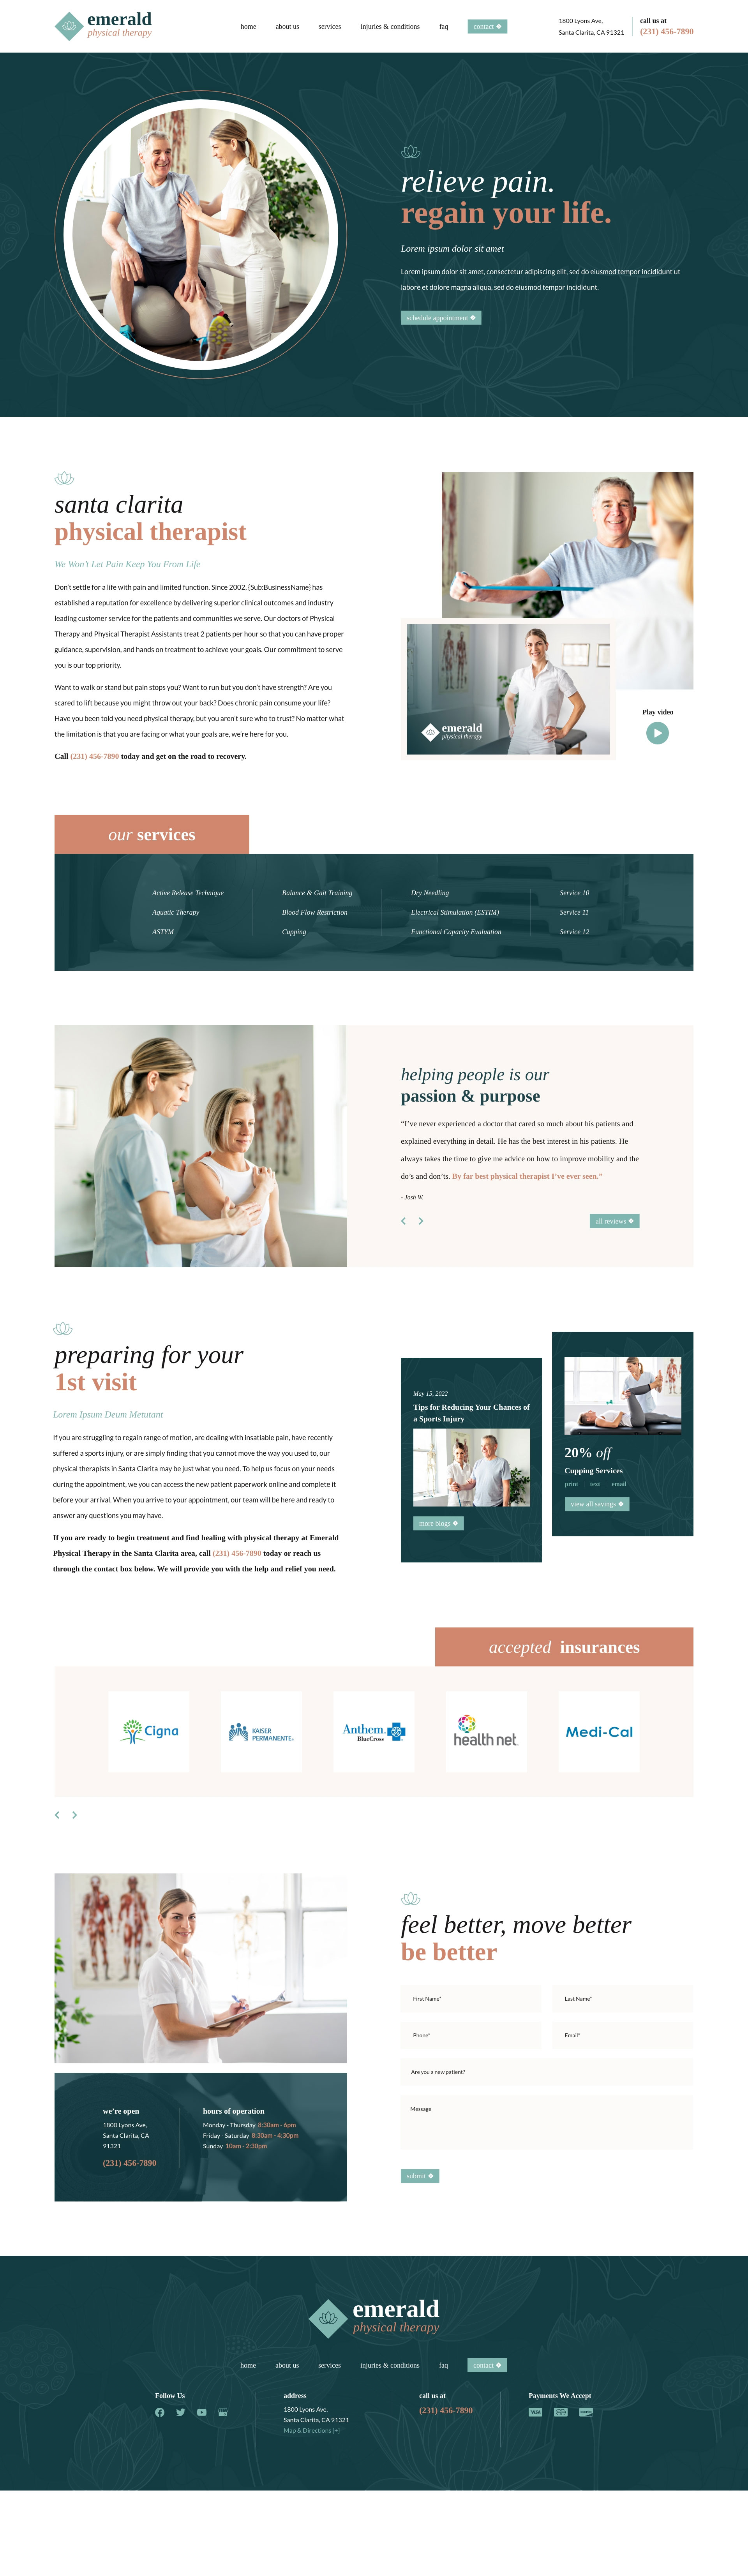 emerald
physical therapy
home about us services injuries & conditions faq contact
1800 Lyons Ave,
Santa Clarita, CA 91321
call us at
(231) 456-7890
relieve pain.
regain your life.
Lorem ipsum dolor sit amet
Lorem ipsum dolor sit amet, consectetur adipiscing elit, sed do eiusmod tempor incididunt ut
labore et dolore magna aliqua, sed do eiusmod tempor incididunt.
schedule appointment
santa clarita
physical therapist
We Won't Let Pain Keep You From Life
Don't settle for a life with pain and limited function. Since 2002, {Sub:BusinessName} has
established a reputation for excellence by delivering superior clinical outcomes and industry
leading customer service for the patients and communities we serve. Our doctors of Physical
Therapy and Physical Therapist Assistants treat 2 patients per hour so that you can have proper
guidance, supervision, and hands on treatment to achieve your goals. Our commitment to serve
you is our top priority.
Want to walk or stand but pain stops you? Want to run but you don't have strength? Are you
scared to lift because you might throw out your back? Does chronic pain consume your life?
Have you been told you need physical therapy, but you aren't sure who to trust? No matter what
the limitation is that you are facing or what your goals are, we're here for you.
Call (231) 456-7890 today and get on the road to recovery.
emerald
physical therapy
Play video
our services
Active Release Technique
Aquatic Therapy
ASTYM
Balance & Gait Training
Blood Flow Restriction
Cupping
Dry Needling
Electrical Stimulation (ESTIM)
Functional Capacity Evaluation
Service 10
Service 11
Service 12
helping people is our
passion & purpose
“I've never experienced a doctor that cared so much about his patients and
explained everything in detail. He has the best interest in his patients. He
always takes the time to give me advice on how to improve mobility and the
do's and don'ts. By far best physical therapist I've ever seen.”
- Josh W.
all reviews
preparing for your
1st visit
Lorem Ipsum Deum Metutant
If you are struggling to regain range of motion, are dealing with insatiable pain, have recently
suffered a sports injury, or are simply finding that you cannot move the way you used to, our
physical therapists in Santa Clarita may be just what you need. To help us focus on your needs
during the appointment, we you can access the new patient paperwork online and complete it
before your arrival. When you arrive to your appointment, our team will be here and ready to
answer any questions you may have.
If you are ready to begin treatment and find healing with physical therapy at Emerald
Physical Therapy in the Santa Clarita area, call (231) 456-7890 today or reach us
through the contact box below. We will provide you with the help and relief you need.
May 15, 2022
Tips for Reducing Your Chances of
a Sports Injury
more blogs
20% off
Cupping Services
print text email
view all savings
accepted insurances
Cigna
KAISER
PERMANENTE.
Anthem.
BlueCross
health net
Medi-Cal
we're open
1800 Lyons Ave,
Santa Clarita, CA
91321
(231) 456-7890
hours of operation
Monday - Thursday 8:30am - 6pm
Friday - Saturday 8:30am - 4:30pm
Sunday 10am - 2:30pm
feel better, move better
be better
First Name*
Last Name*
Phone*
Email*
Are you a new patient?
Message
submit
emerald
physical therapy
home about us services injuries & conditions faq contact
Follow Us
address
1800 Lyons Ave,
Santa Clarita, CA 91321
Map & Directions [+]
call us at
(231) 456-7890
Payments We Accept
VISA